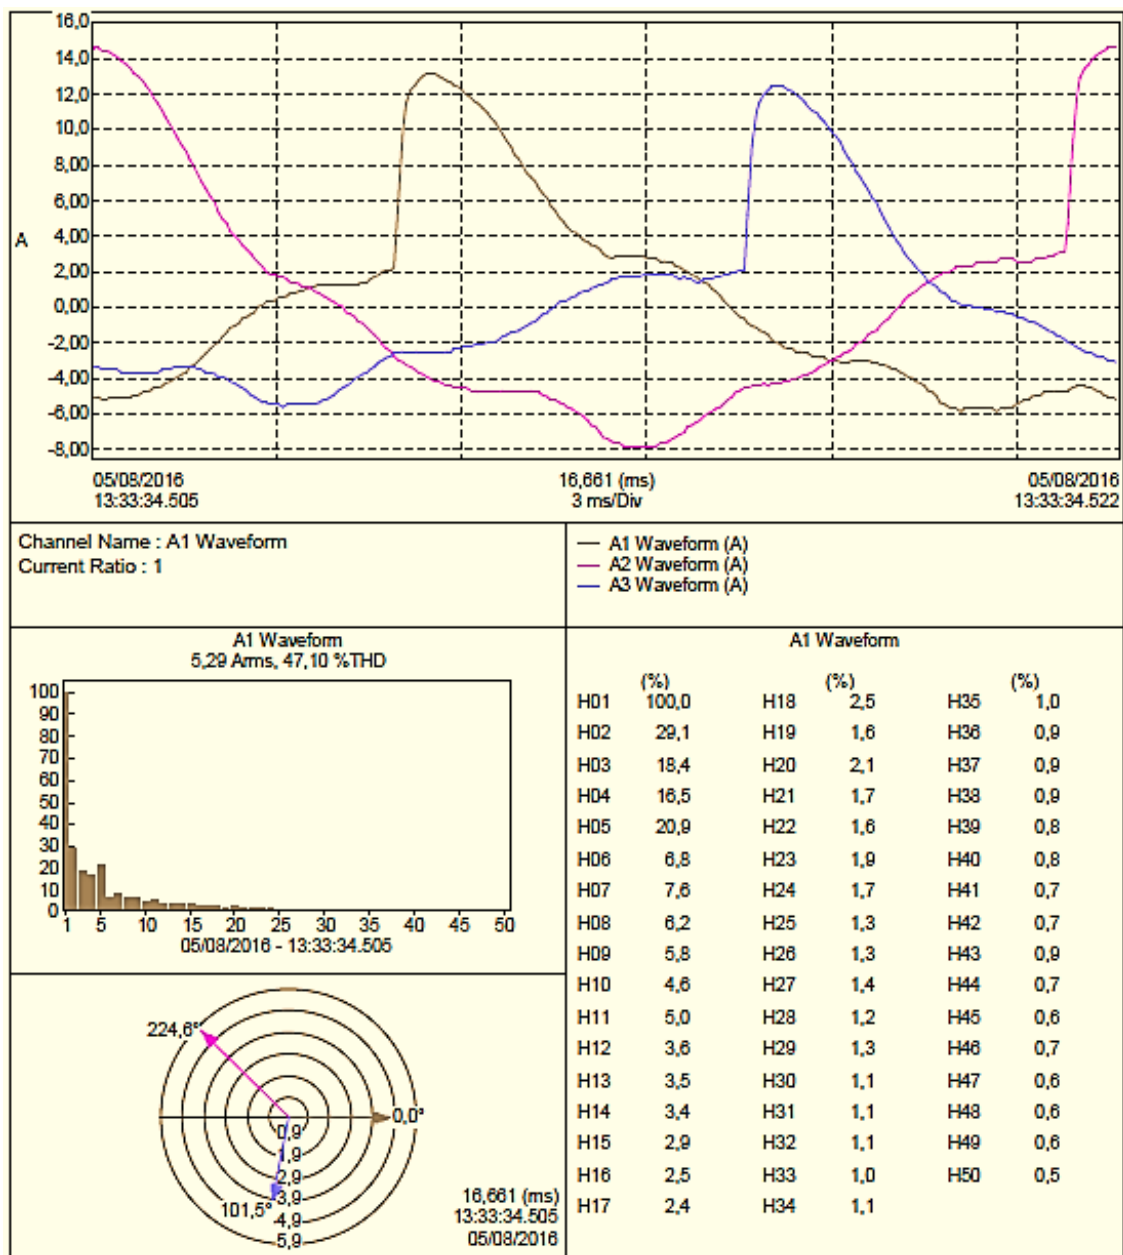 16,0
14,0
12,0
10,0
8,00
6,00
4,00
2,00
0,00
-2,00
-4,00
-6,00
-8,00
A
05/08/2016 16,661 (ms) 05/08/2016
13:33:34.505 3 ms/Div 13:33:34.522
Channel Name : A1 Waveform
Current Ratio : 1
A1 Waveform (A)
A2 Waveform (A)
A3 Waveform (A)
A1 Waveform
5,29 Arms, 47,10 %THD
100
90
80
70
60
50
40
30
20
10
0
1 5 10 15 20 25 30 35 40 45 50
05/08/2016 - 13:33:34.505
224,6°
0,0°
101,5°
0,9
1,9
2,9
3,9
4,9
5,9
16,661 (ms)
13:33:34.505
05/08/2016
A1 Waveform
(%) (%) (%)
H01 100,0 H18 2,5 H35 1,0
H02 29,1 H19 1,6 H36 0,9
H03 18,4 H20 2,1 H37 0,9
H04 16,5 H21 1,7 H38 0,9
H05 20,9 H22 1,6 H39 0,8
H06 6,8 H23 1,9 H40 0,8
H07 7,6 H24 1,7 H41 0,7
H08 6,2 H25 1,3 H42 0,7
H09 5,8 H26 1,3 H43 0,9
H10 4,6 H27 1,4 H44 0,7
H11 5,0 H28 1,2 H45 0,6
H12 3,6 H29 1,3 H46 0,7
H13 3,5 H30 1,1 H47 0,6
H14 3,4 H31 1,1 H48 0,6
H15 2,9 H32 1,1 H49 0,6
H16 2,5 H33 1,0 H50 0,5
H17 2,4 H34 1,1